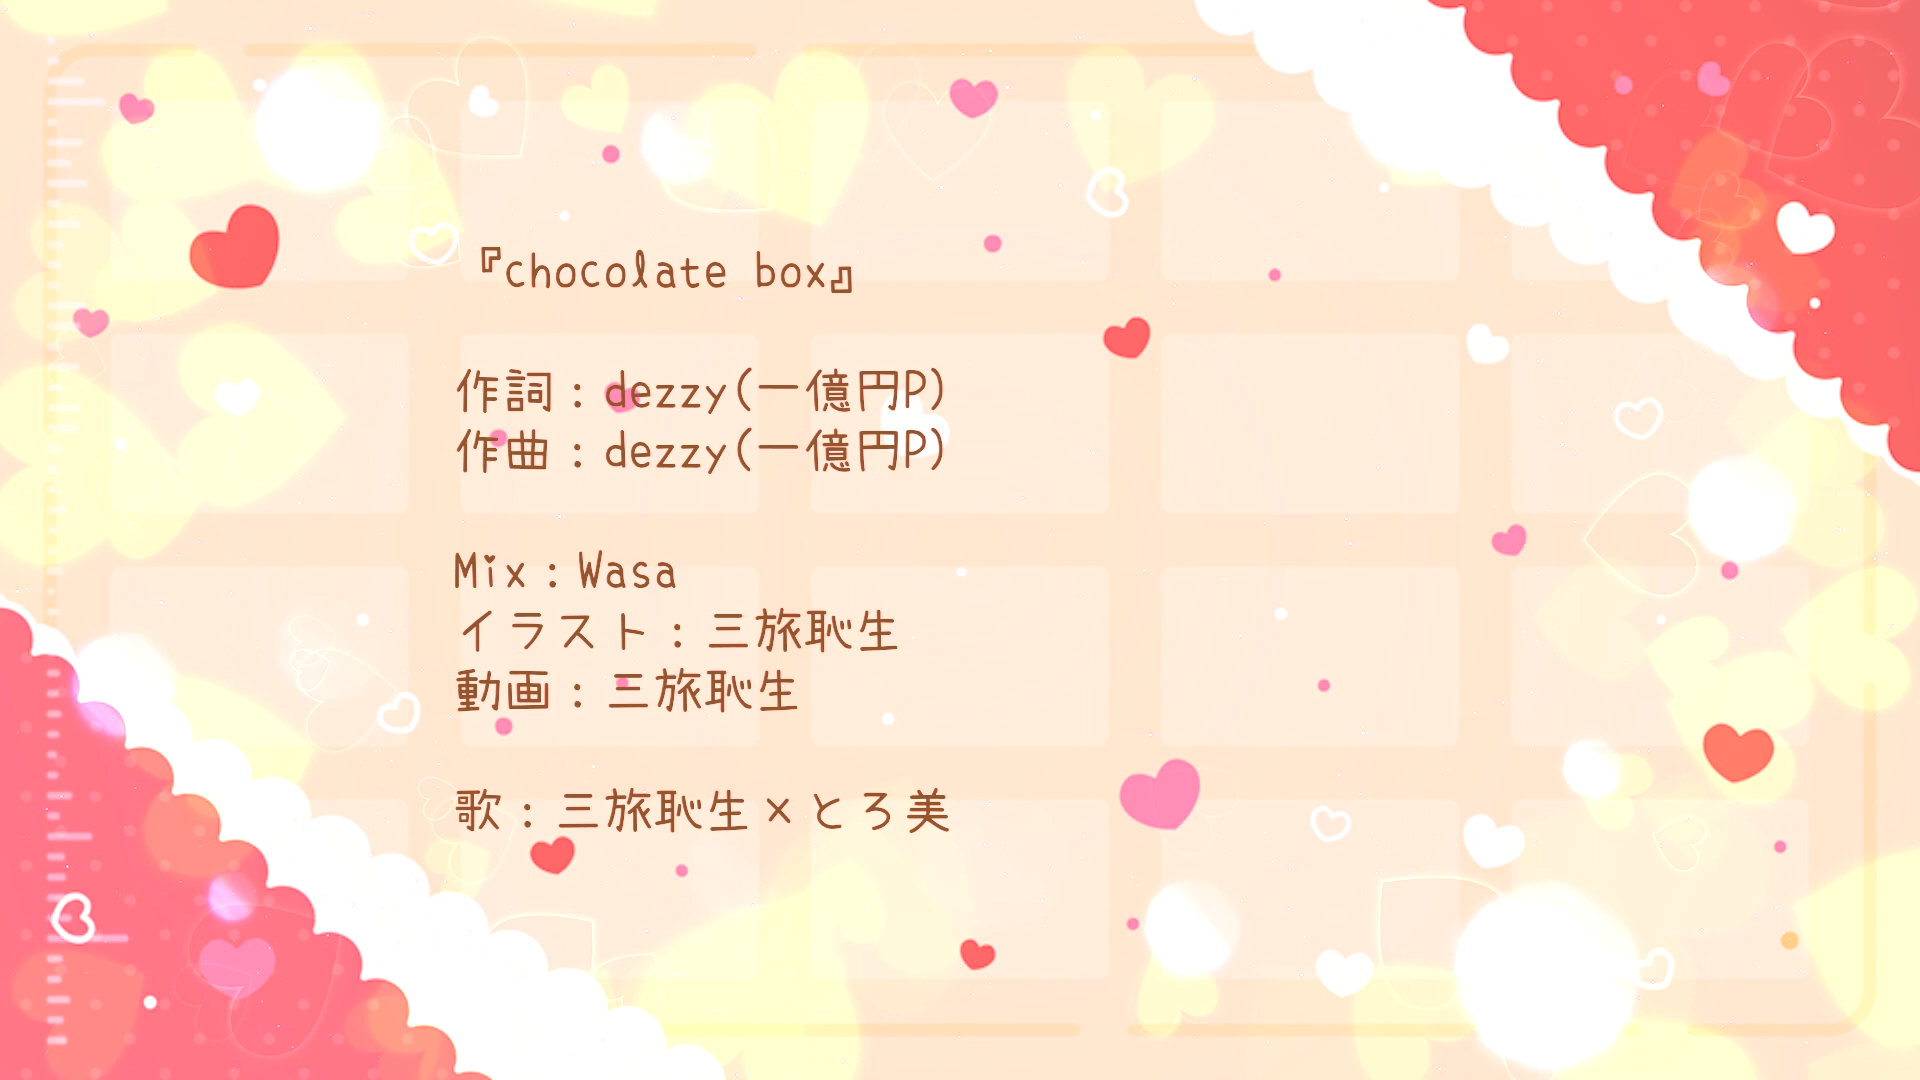 『chocolate box』
作詞：dezzy(一億円P)
作曲：dezzy(一億円P)
Mix：Wasa
イラスト：三旅恥生
動画：三旅恥生
歌：三旅恥生×とろ美